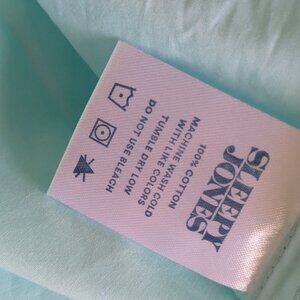 SLEEPY
JONES
100% COTTON
MACHINE WASH COLD
WITH LIKE COLORS
TUMBLE DRY LOW
DO NOT USE BLEACH